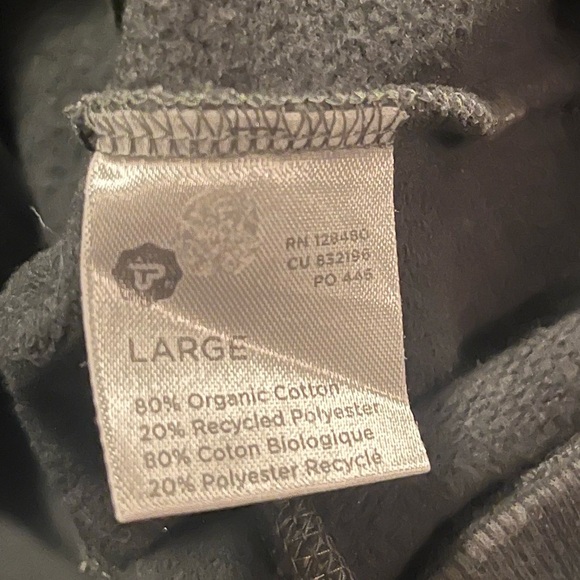 RN 128480
CU 832196
PO 446
LARGE
80% Organic Cotton
20% Recycled Polyester
80% Coton Biologique
20% Polyester Recyclé